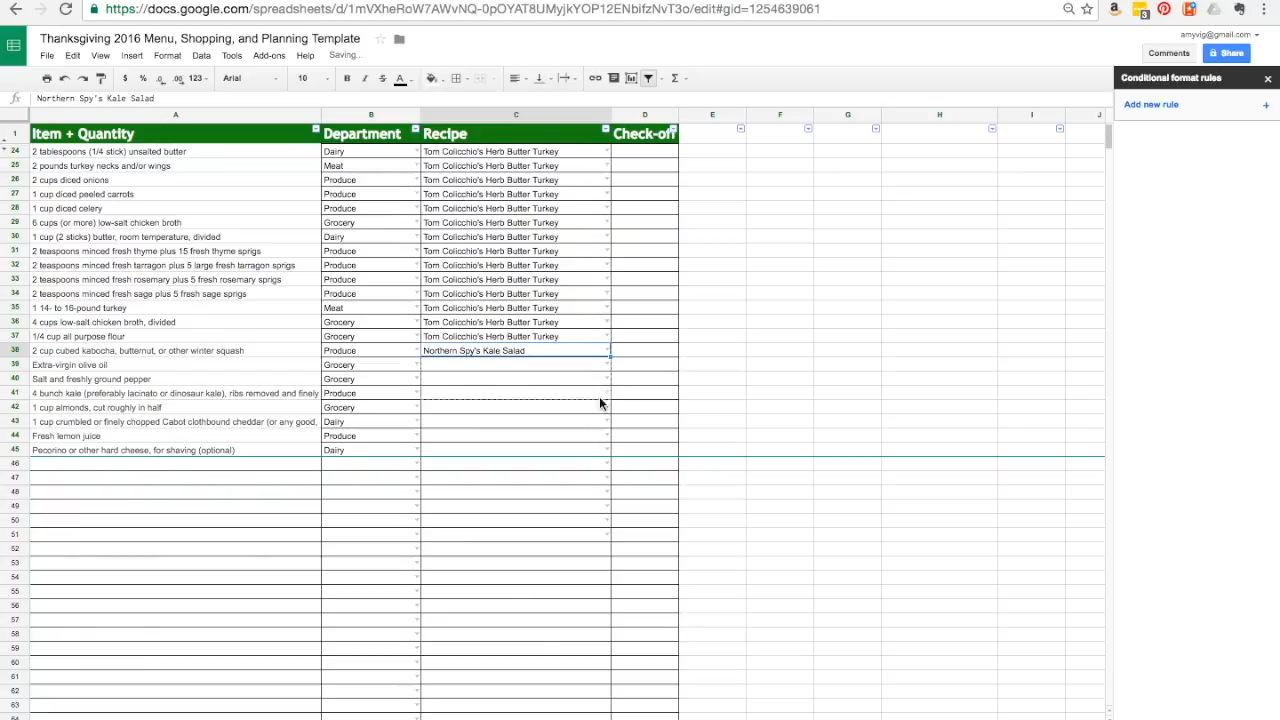 https://docs.google.com/spreadsheets/d/1mVXheRoW7AWvNQ-0pOYAT8UMyjkYOP12ENbifzNvT3o/edit#gid=1254639061
3
Thanksgiving 2016 Menu, Shopping, and Planning Template
amyvig@gmail.com
File Edit View Insert Format Data Tools Add-ons Help Saving...
Comments Share
$ % .0 .00 123 Arial 10 B I S A Σ
Conditional format rules ×
fx Northern Spy's Kale Salad
Add new rule +
A B C D E F G H I J
1 Item + Quantity Department Recipe Check-off
24 2 tablespoons (1/4 stick) unsalted butter Dairy Tom Colicchio's Herb Butter Turkey
25 2 pounds turkey necks and/or wings Meat Tom Colicchio's Herb Butter Turkey
26 2 cups diced onions Produce Tom Colicchio's Herb Butter Turkey
27 1 cup diced peeled carrots Produce Tom Colicchio's Herb Butter Turkey
28 1 cup diced celery Produce Tom Colicchio's Herb Butter Turkey
29 6 cups (or more) low-salt chicken broth Grocery Tom Colicchio's Herb Butter Turkey
30 1 cup (2 sticks) butter, room temperature, divided Dairy Tom Colicchio's Herb Butter Turkey
31 2 teaspoons minced fresh thyme plus 15 fresh thyme sprigs Produce Tom Colicchio's Herb Butter Turkey
32 2 teaspoons minced fresh tarragon plus 5 large fresh tarragon sprigs Produce Tom Colicchio's Herb Butter Turkey
33 2 teaspoons minced fresh rosemary plus 5 fresh rosemary sprigs Produce Tom Colicchio's Herb Butter Turkey
34 2 teaspoons minced fresh sage plus 5 fresh sage sprigs Produce Tom Colicchio's Herb Butter Turkey
35 1 14- to 16-pound turkey Meat Tom Colicchio's Herb Butter Turkey
36 4 cups low-salt chicken broth, divided Grocery Tom Colicchio's Herb Butter Turkey
37 1/4 cup all purpose flour Grocery Tom Colicchio's Herb Butter Turkey
38 2 cup cubed kabocha, butternut, or other winter squash Produce Northern Spy's Kale Salad
39 Extra-virgin olive oil Grocery
40 Salt and freshly ground pepper Grocery
41 4 bunch kale (preferably lacinato or dinosaur kale), ribs removed and finely Produce
42 1 cup almonds, cut roughly in half Grocery
43 1 cup crumbled or finely chopped Cabot clothbound cheddar (or any good, Dairy
44 Fresh lemon juice Produce
45 Pecorino or other hard cheese, for shaving (optional) Dairy
46
47
48
49
50
51
52
53
54
55
56
57
58
59
60
61
62
63
64